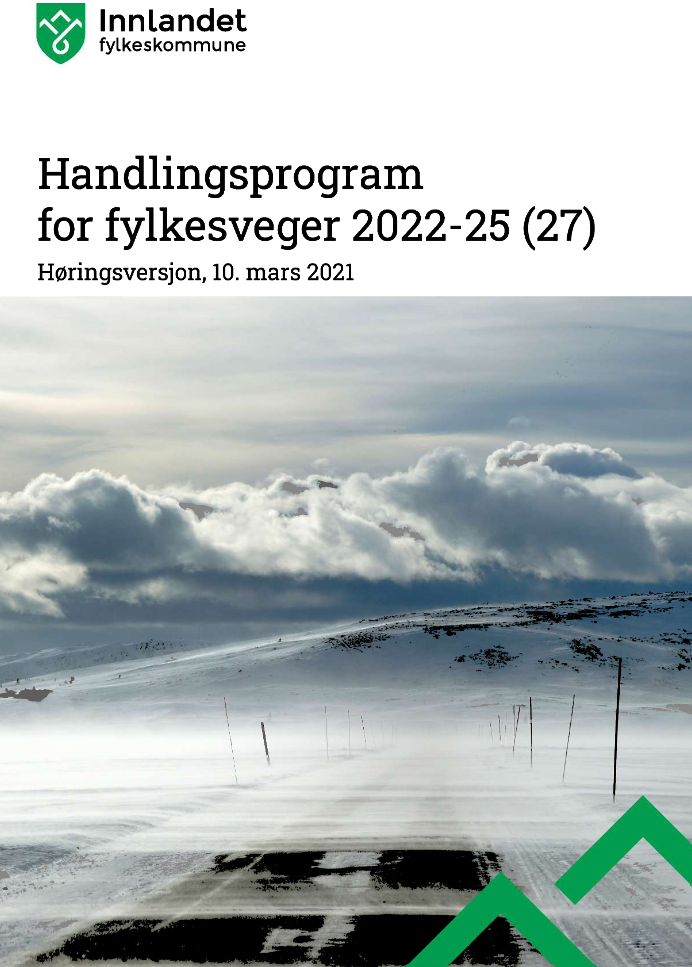 Innlandet
fylkeskommune
Handlingsprogram
for fylkesveger 2022-25 (27)
Høringsversjon, 10. mars 2021